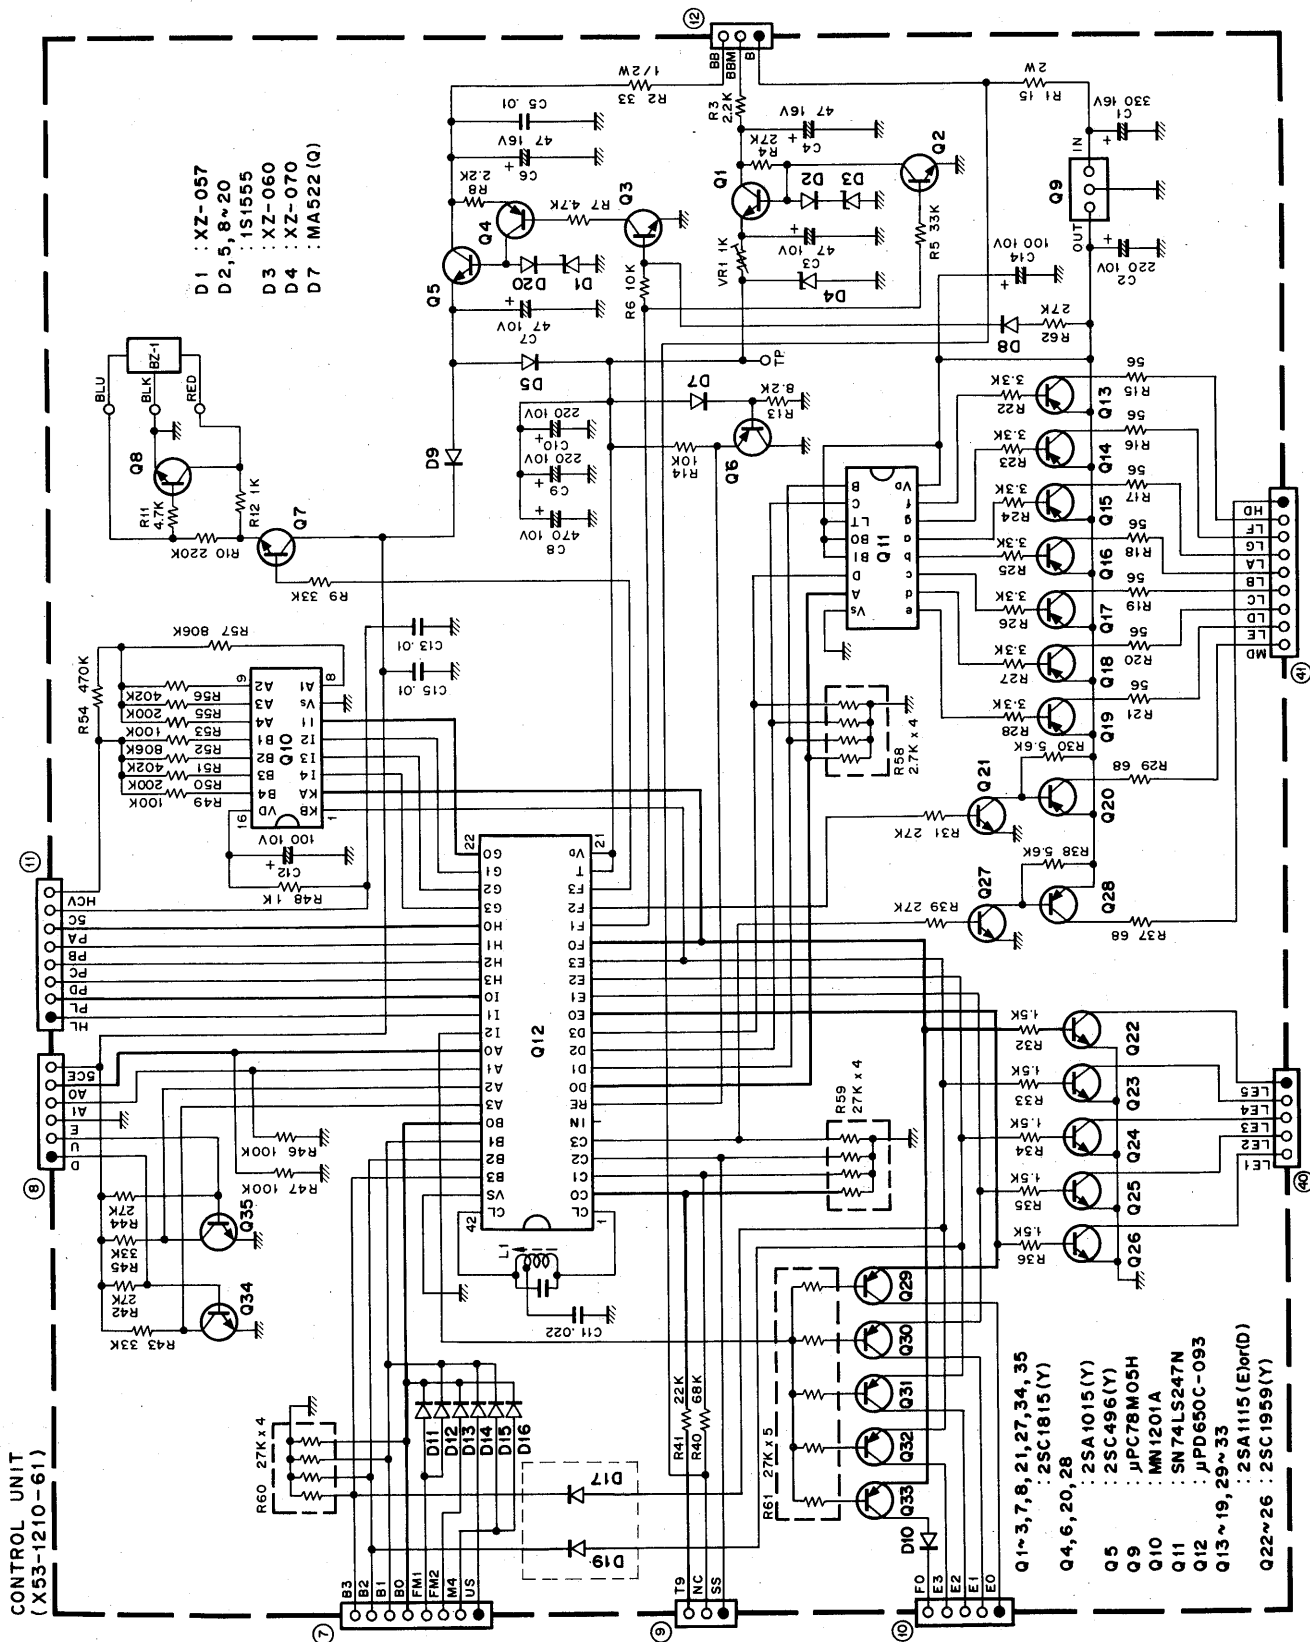 CONTROL UNIT
(X53-1210-61)
D1 : XZ-057
D2,5,8~20
: 1S1555
D3 : XZ-060
D4 : XZ-070
D7 : MA522(Q)
Q1~3,7,8,21,27,34,35
: 2SC1815(Y)
Q4,6,20,28
: 2SA1015(Y)
Q5 : 2SC496(Y)
Q9 : μPC78M05H
Q10 : MN1201A
Q11 : SN74LS247N
Q12 : μPD650C-093
Q13~19,29~33
: 2SA1115(E)or(D)
Q22~26 : 2SC1959(Y)
⑫
BB
BBM
B
R2 33
1/2W
R3
2.2K
R1 15
2W
C5 .01
C6
47 16V
R8
2.2K
Q4
R7 4.7K
Q3
Q5
D20
D1
R6 10K
C7
47 10V
C4
47 16V
R4
27K
Q1
D2
D3
Q2
R5 33K
VR1 1K
C3
47 10V
D4
C1
330 16V
IN
Q9
OUT
C14
100 10V
C2
220 10V
R62
27K
D8
TP
D5
D7
R13
8.2K
Q6
R14
10K
C10
220 10V
C9
220 10V
C8
470 10V
D9
BLU
BLK
RED
BZ-1
Q8
R11
4.7K
R12 1K
R10 220K
Q7
R9 33K
C13 .01
C15 .01
R57 806K
R54 470K
R56
402K
R55
200K
R53
100K
R52
806K
R51
402K
R50
200K
R49
100K
Q10
9
A2
A3
A4
B1
B2
B3
B4
VD
16
8
A1
Vs
I1
I2
I3
I4
KA
KB
1
C12
100 10V
R48 1K
⑪
HCV
5C
PA
PB
PC
PD
PL
HL
⑧
5CE
A0
A1
E
U
D
R46 100K
R47 100K
R44
27K
R45
33K
R42
27K
R43
33K
Q35
Q34
Q12
22
G0
G1
G2
G3
H0
H1
H2
H3
I0
I1
I2
A0
A1
A2
A3
B0
B1
B2
B3
VS
CL
42
21
VD
T
F3
F2
F1
F0
E3
E2
E1
E0
D3
D2
D1
D0
RE
IN
C3
C2
C1
C0
CL
1
L1
C11 .022
Q11
B
C
LT
B0
B1
D
A
Vs
VD
f
g
a
b
c
d
e
R58
2.7K x 4
R59
27K x 4
R22
3.3K
R23
3.3K
R24
3.3K
R25
3.3K
R26
3.3K
R27
3.3K
R28
3.3K
Q13
Q14
Q15
Q16
Q17
Q18
Q19
R15
56
R16
56
R17
56
R18
56
R19
56
R20
56
R21
56
R30 5.6K
R29 68
Q21
Q20
R31 27K
R38 5.6K
Q27
Q28
R39 27K
R37 68
㊶
HD
LF
LG
LA
LB
LC
LD
LE
MD
R32
1.5K
R33
1.5K
R34
1.5K
R35
1.5K
R36
1.5K
Q22
Q23
Q24
Q25
Q26
㊵
LE5
LE4
LE3
LE2
LE1
R61 27K x 5
Q29
Q30
Q31
Q32
Q33
D10
R60 27K x 4
D11
D12
D13
D14
D15
D16
D17
D19
R41 22K
R40 68K
⑦
B3
B2
B1
B0
FM1
FM2
M4
US
⑨
T9
NC
SS
⑩
F0
E3
E2
E1
E0